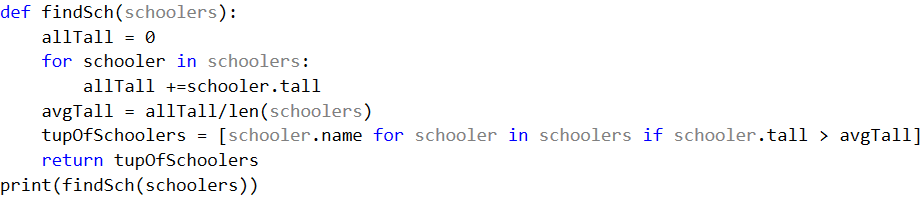 def findSch(schoolers):
    allTall = 0
    for schooler in schoolers:
        allTall +=schooler.tall
    avgTall = allTall/len(schoolers)
    tupOfSchoolers = [schooler.name for schooler in schoolers if schooler.tall > avgTall]
    return tupOfSchoolers
print(findSch(schoolers))